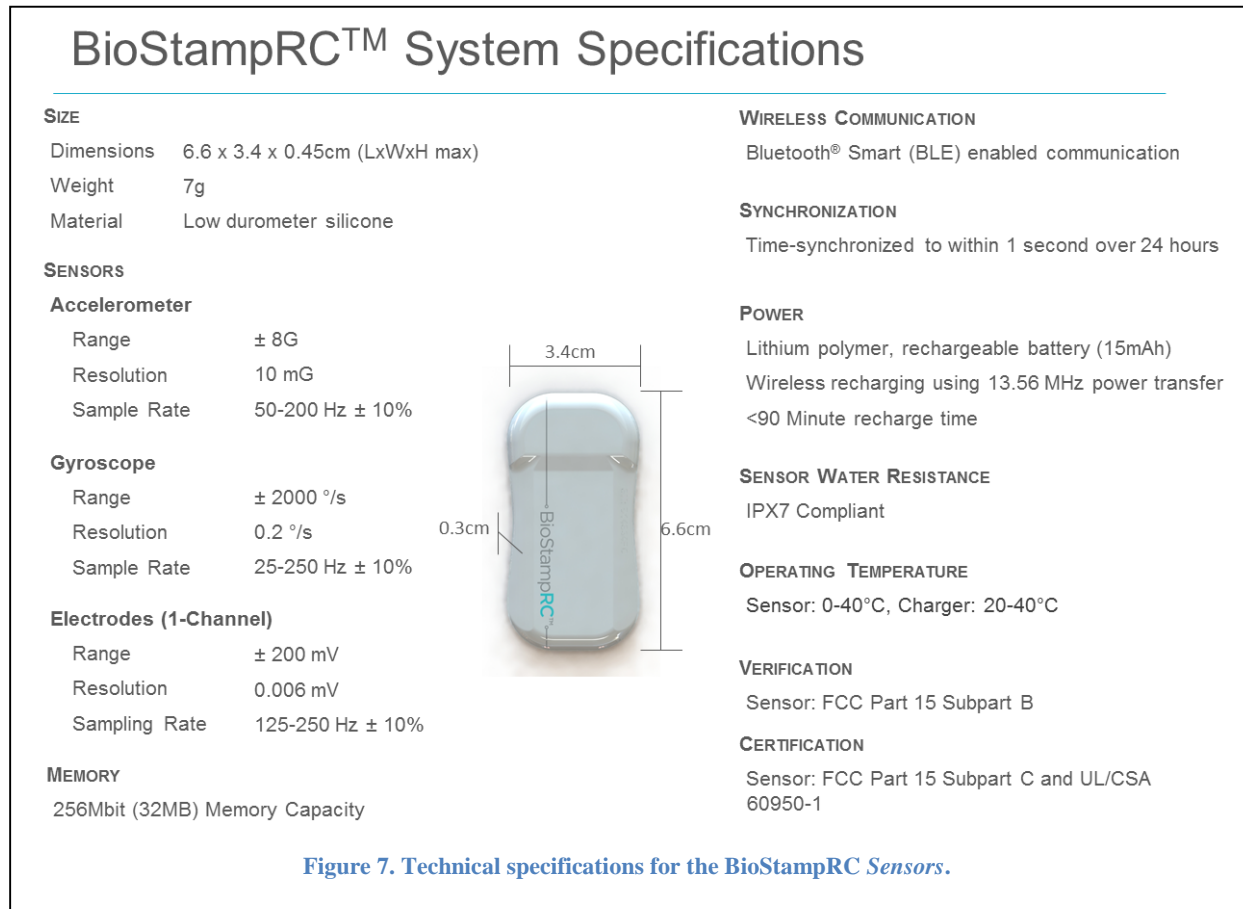 BioStampRC™ System Specifications
SIZE
Dimensions 6.6 x 3.4 x 0.45cm (LxWxH max)
Weight 7g
Material Low durometer silicone
SENSORS
Accelerometer
Range ± 8G
Resolution 10 mG
Sample Rate 50-200 Hz ± 10%
Gyroscope
Range ± 2000 °/s
Resolution 0.2 °/s
Sample Rate 25-250 Hz ± 10%
Electrodes (1-Channel)
Range ± 200 mV
Resolution 0.006 mV
Sampling Rate 125-250 Hz ± 10%
MEMORY
256Mbit (32MB) Memory Capacity
3.4cm
0.3cm
6.6cm
BioStampRC™
WIRELESS COMMUNICATION
Bluetooth® Smart (BLE) enabled communication
SYNCHRONIZATION
Time-synchronized to within 1 second over 24 hours
POWER
Lithium polymer, rechargeable battery (15mAh)
Wireless recharging using 13.56 MHz power transfer
<90 Minute recharge time
SENSOR WATER RESISTANCE
IPX7 Compliant
OPERATING TEMPERATURE
Sensor: 0-40°C, Charger: 20-40°C
VERIFICATION
Sensor: FCC Part 15 Subpart B
CERTIFICATION
Sensor: FCC Part 15 Subpart C and UL/CSA
60950-1
Figure 7. Technical specifications for the BioStampRC Sensors.